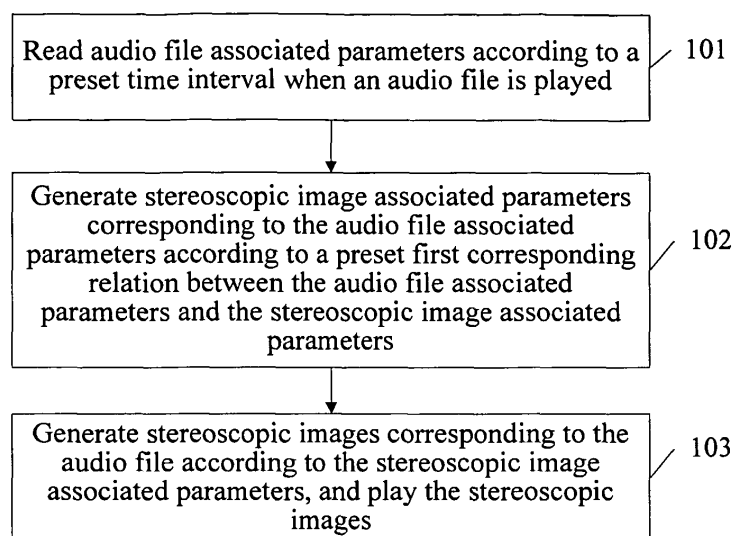 Read audio file associated parameters according to a
preset time interval when an audio file is played
101
Generate stereoscopic image associated parameters
corresponding to the audio file associated
parameters according to a preset first corresponding
relation between the audio file associated
parameters and the stereoscopic image associated
parameters
102
Generate stereoscopic images corresponding to the
audio file according to the stereoscopic image
associated parameters, and play the stereoscopic
images
103